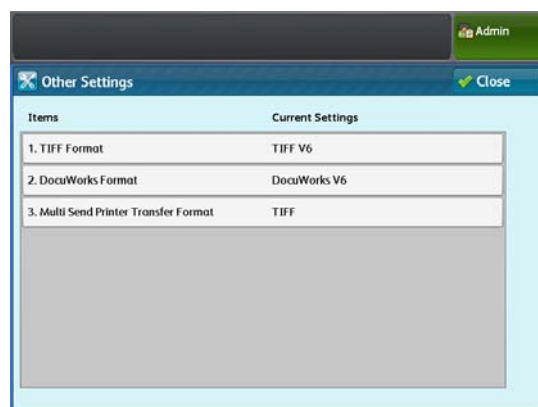 Admin
Other Settings
Close
Items Current Settings
1. TIFF Format TIFF V6
2. DocuWorks Format DocuWorks V6
3. Multi Send Printer Transfer Format TIFF